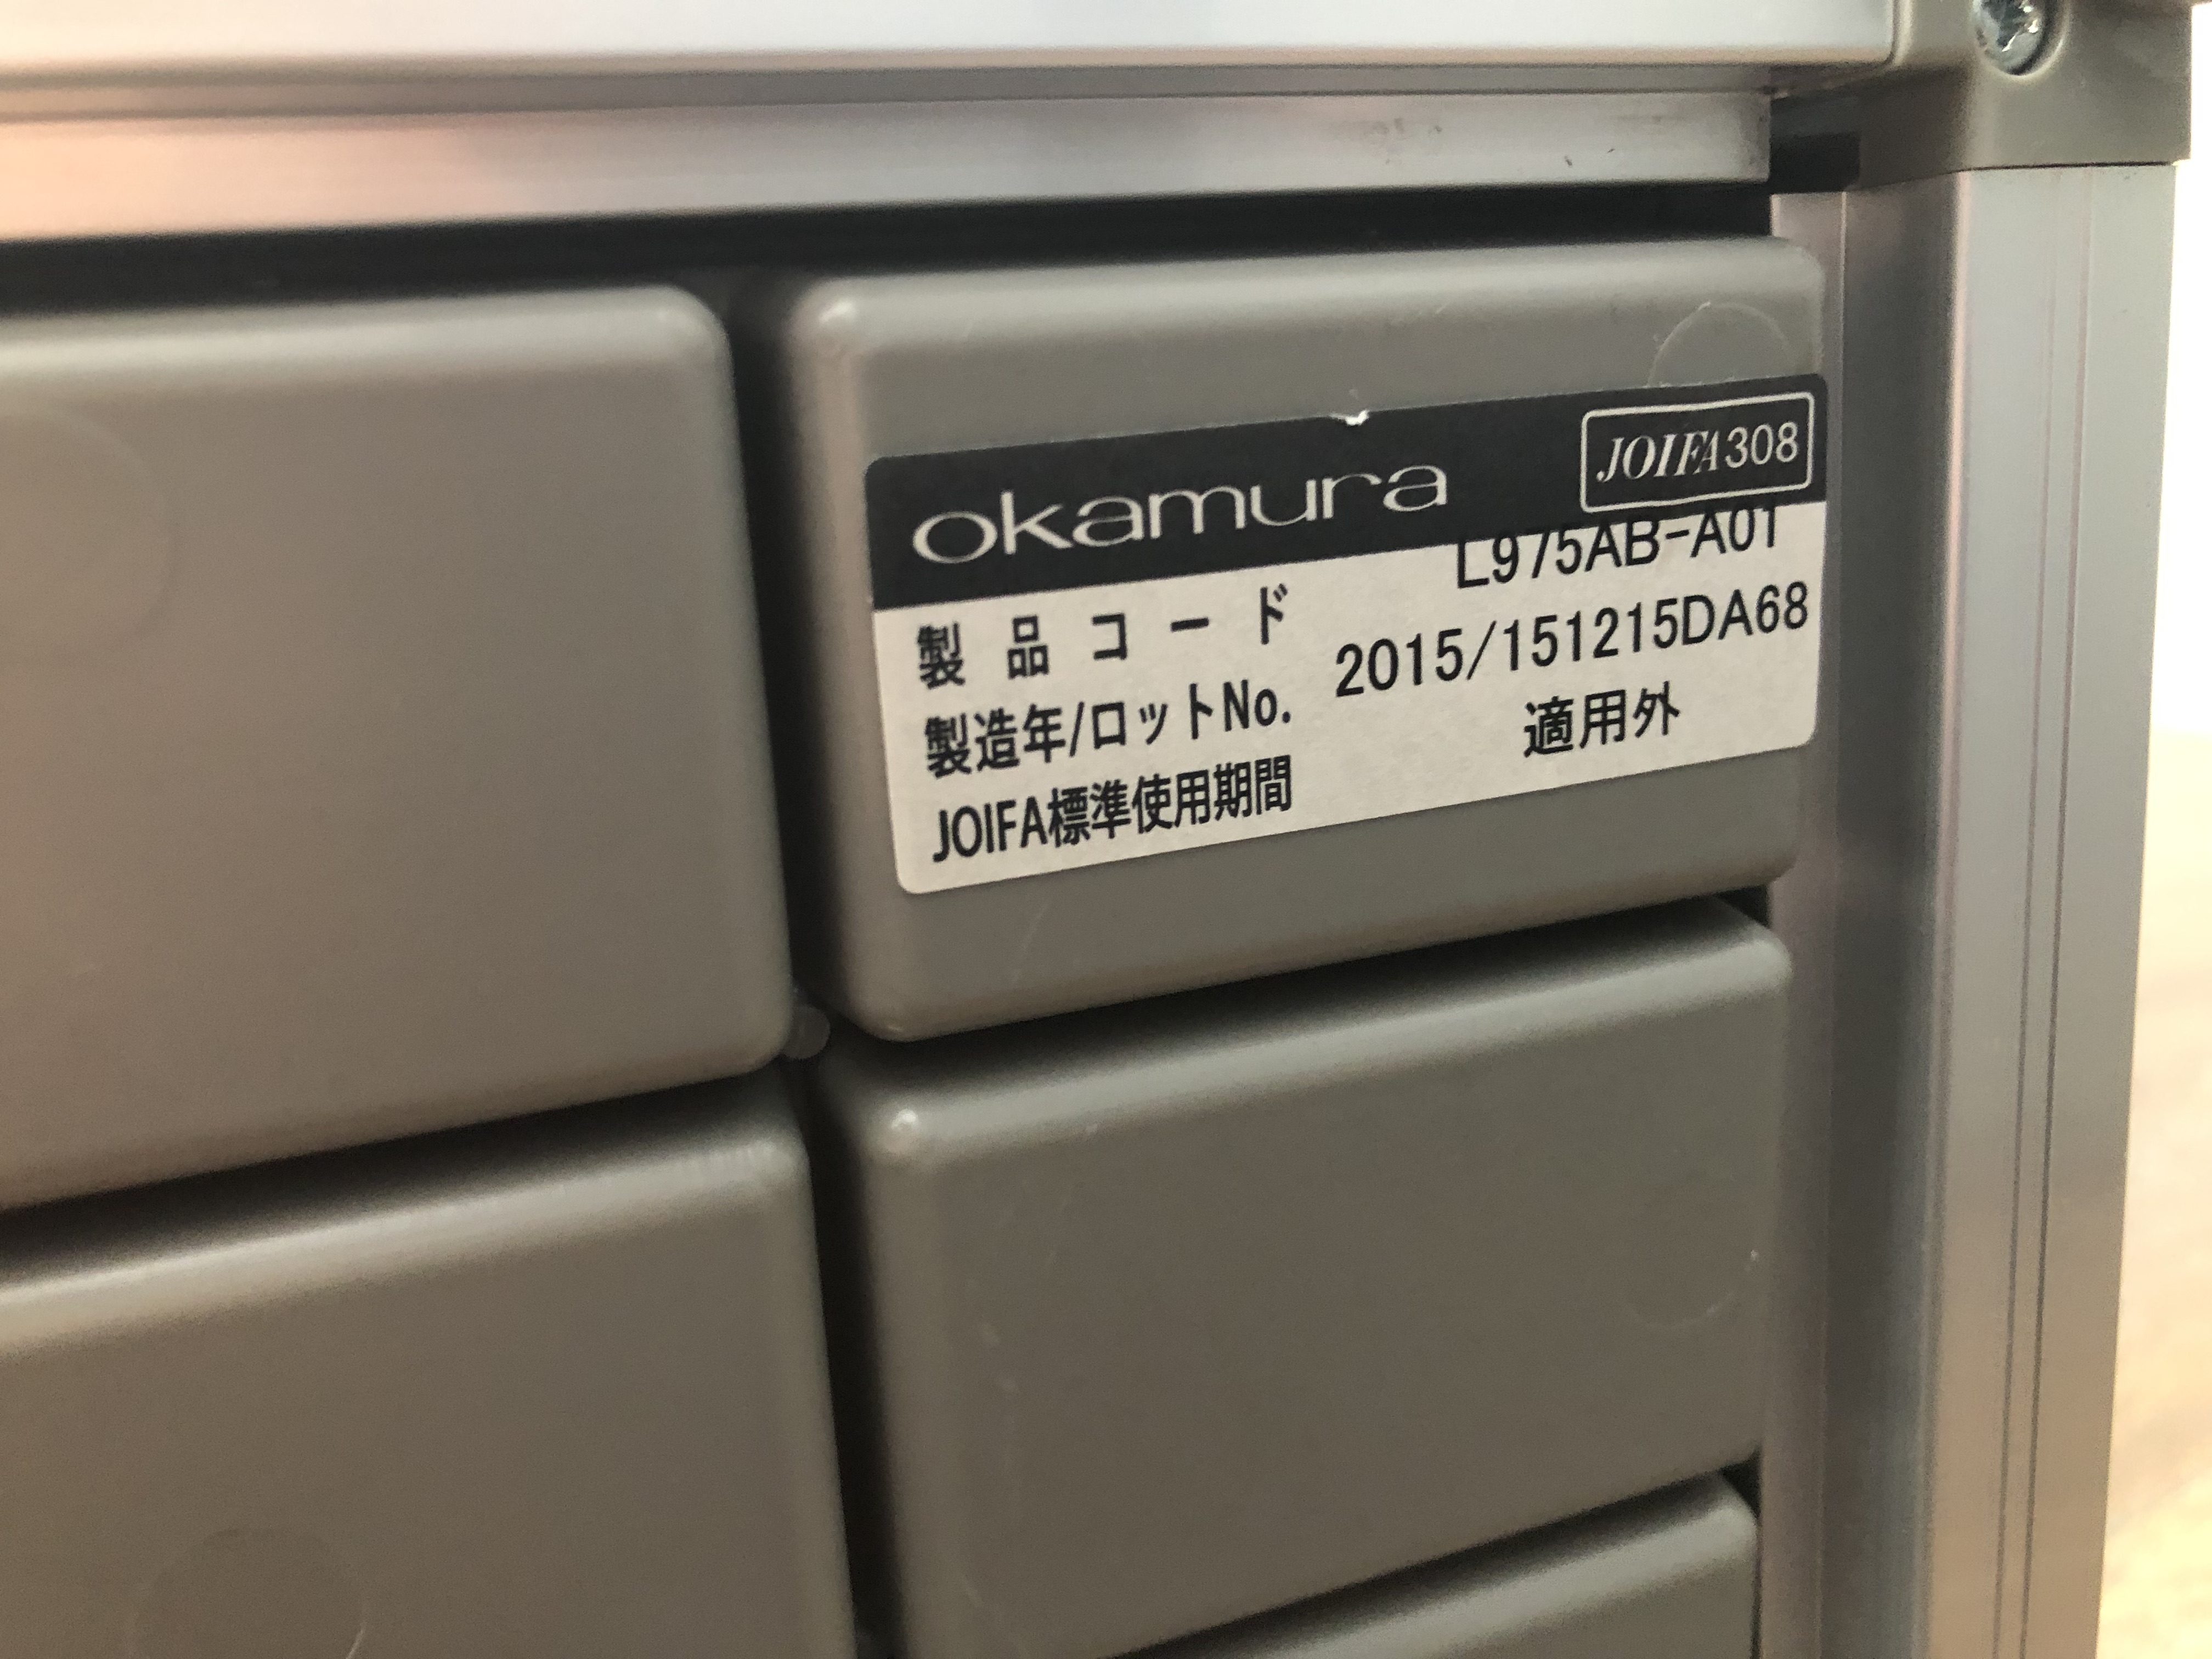 okamura JOIFA308
製品コード L975AB-A01
製造年/ロットNo. 2015/151215DA68
JOIFA標準使用期間 適用外